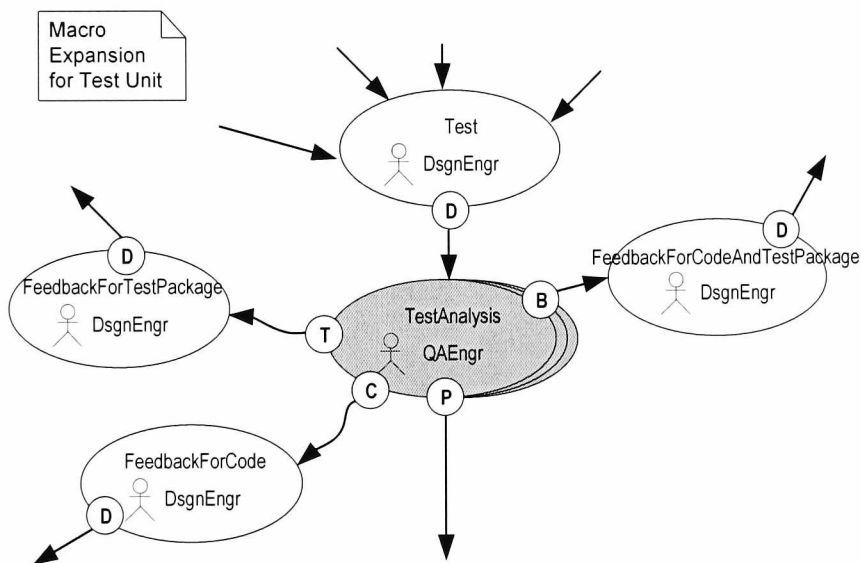 Macro
Expansion
for Test Unit
Test
DsgnEngr
D
D
FeedbackForCodeAndTestPackage
DsgnEngr
D
FeedbackForTestPackage
DsgnEngr
B
TestAnalysis
T
QAEngr
C
P
FeedbackForCode
DsgnEngr
D